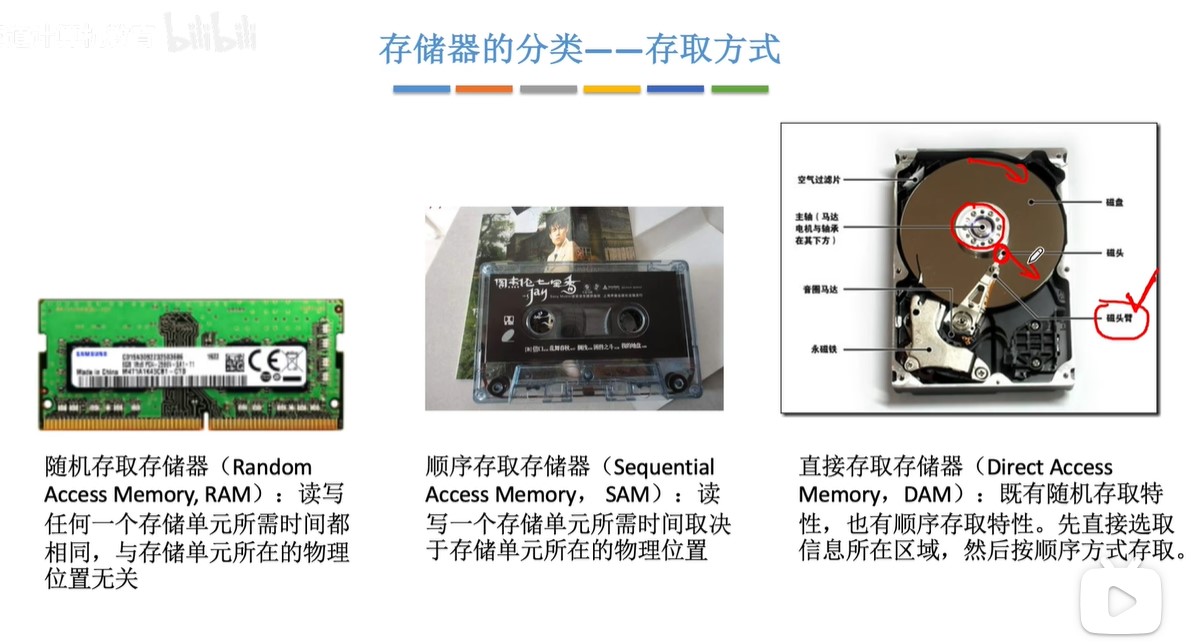 bilibili
存储器的分类——存取方式
SAMSUNG
Made in China
周杰伦七里香
Jay
空气过滤片
主轴（马达
电机与轴承
在其下方）
音圈马达
永磁铁
磁盘
磁头
磁头臂
随机存取存储器（Random
Access Memory, RAM）：读写
任何一个存储单元所需时间都
相同，与存储单元所在的物理
位置无关
顺序存取存储器（Sequential
Access Memory， SAM）：读
写一个存储单元所需时间取决
于存储单元所在的物理位置
直接存取存储器（Direct Access
Memory，DAM）：既有随机存取特
性，也有顺序存取特性。先直接选取
信息所在区域，然后按顺序方式存取。